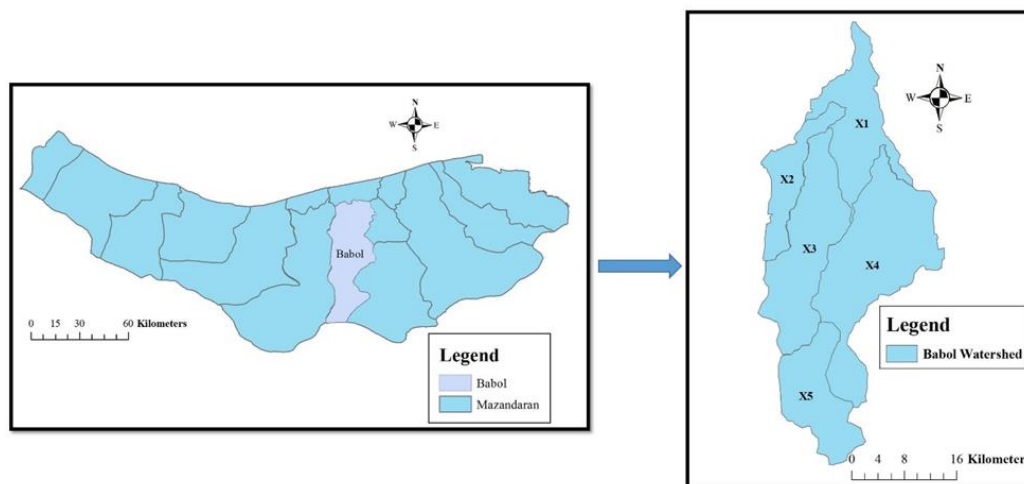 N
W E
S
Babol
0 15 30 60 Kilometers
Legend
Babol
Mazandaran
N
W E
S
X1
X2
X3
X4
X5
Legend
Babol Watershed
0 4 8 16 Kilometer